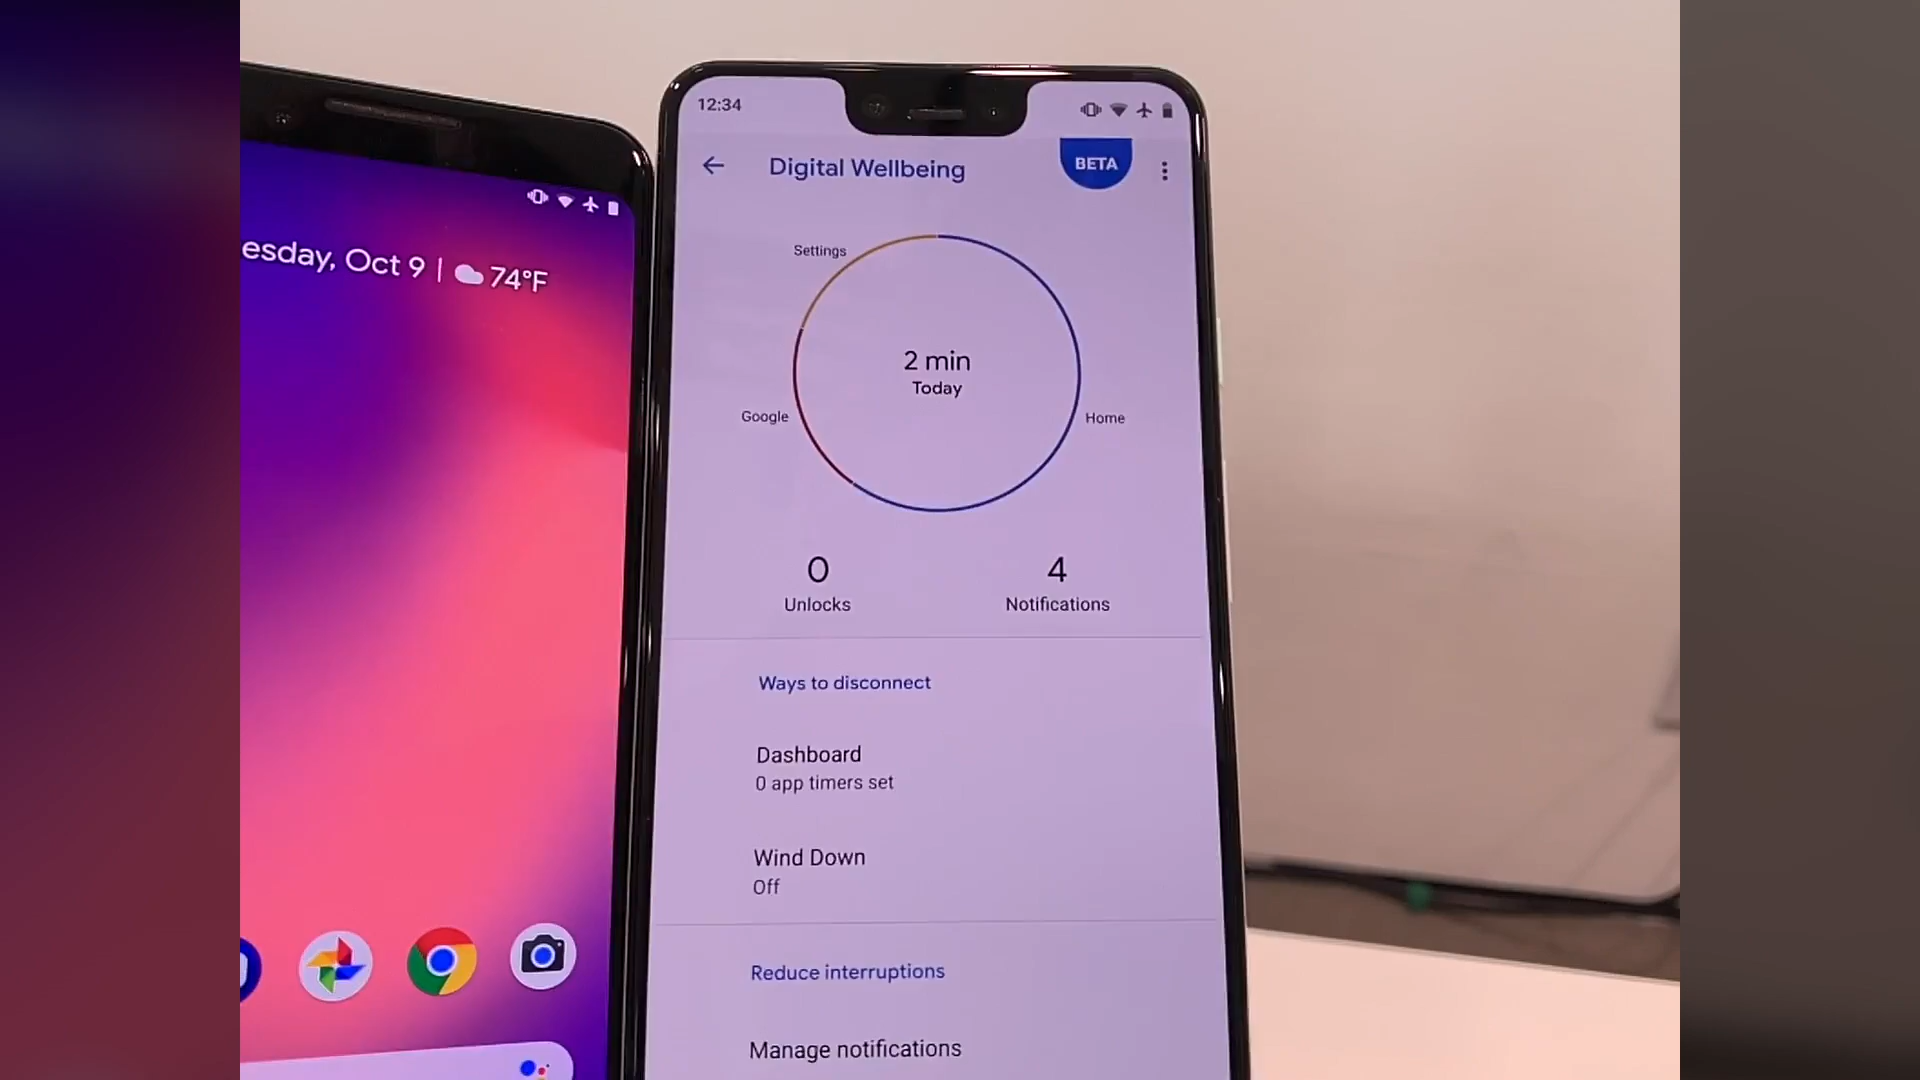 esday, Oct 9 | 74°F
12:34
Digital Wellbeing
BETA
Settings
2 min
Today
Google
Home
0
Unlocks
4
Notifications
Ways to disconnect
Dashboard
0 app timers set
Wind Down
Off
Reduce interruptions
Manage notifications